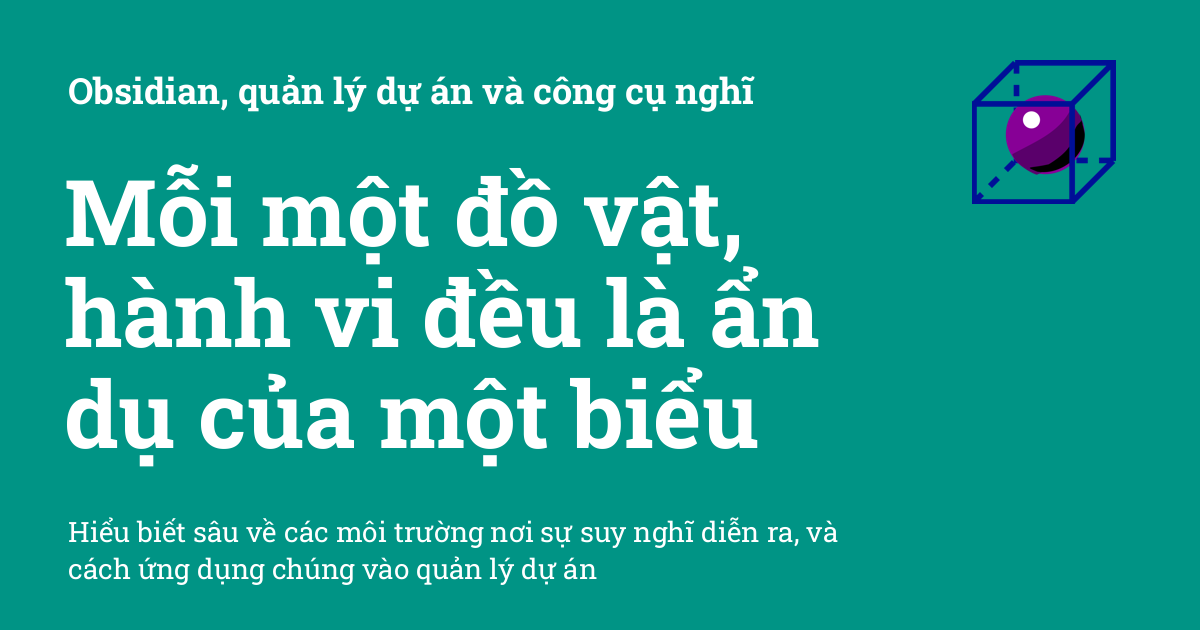 Obsidian, quản lý dự án và công cụ nghĩ
Mỗi một đồ vật,
hành vi đều là ẩn
dụ của một biểu
Hiểu biết sâu về các môi trường nơi sự suy nghĩ diễn ra, và
cách ứng dụng chúng vào quản lý dự án